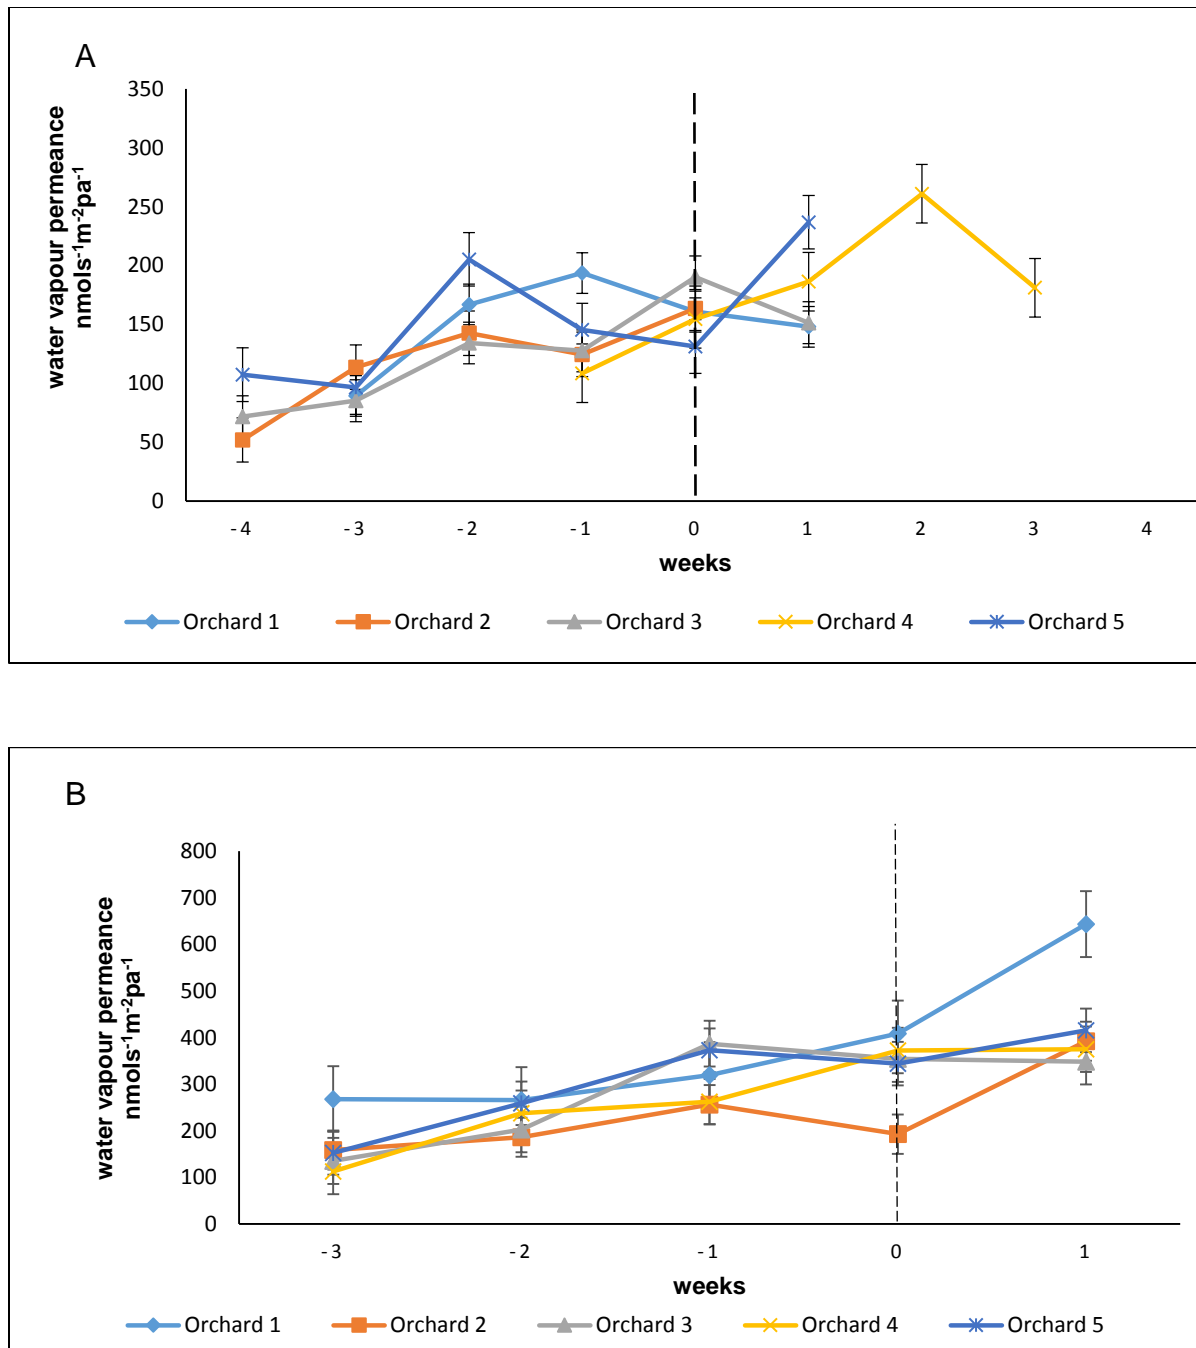 A
water vapour permeance
nmols-1m-2pa-1
350
300
250
200
150
100
50
0
-4 -3 -2 -1 0 1 2 3 4
weeks
Orchard 1 Orchard 2 Orchard 3 Orchard 4 Orchard 5
B
water vapour permeance
nmols-1m-2pa-1
800
700
600
500
400
300
200
100
0
-3 -2 -1 0 1
weeks
Orchard 1 Orchard 2 Orchard 3 Orchard 4 Orchard 5